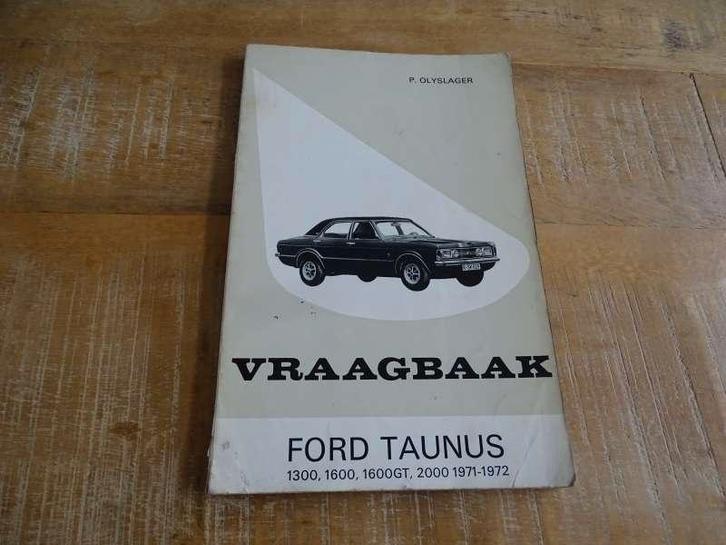 P. OLYSLAGER
VRAAGBAAK
FORD TAUNUS
1300, 1600, 1600GT, 2000 1971-1972